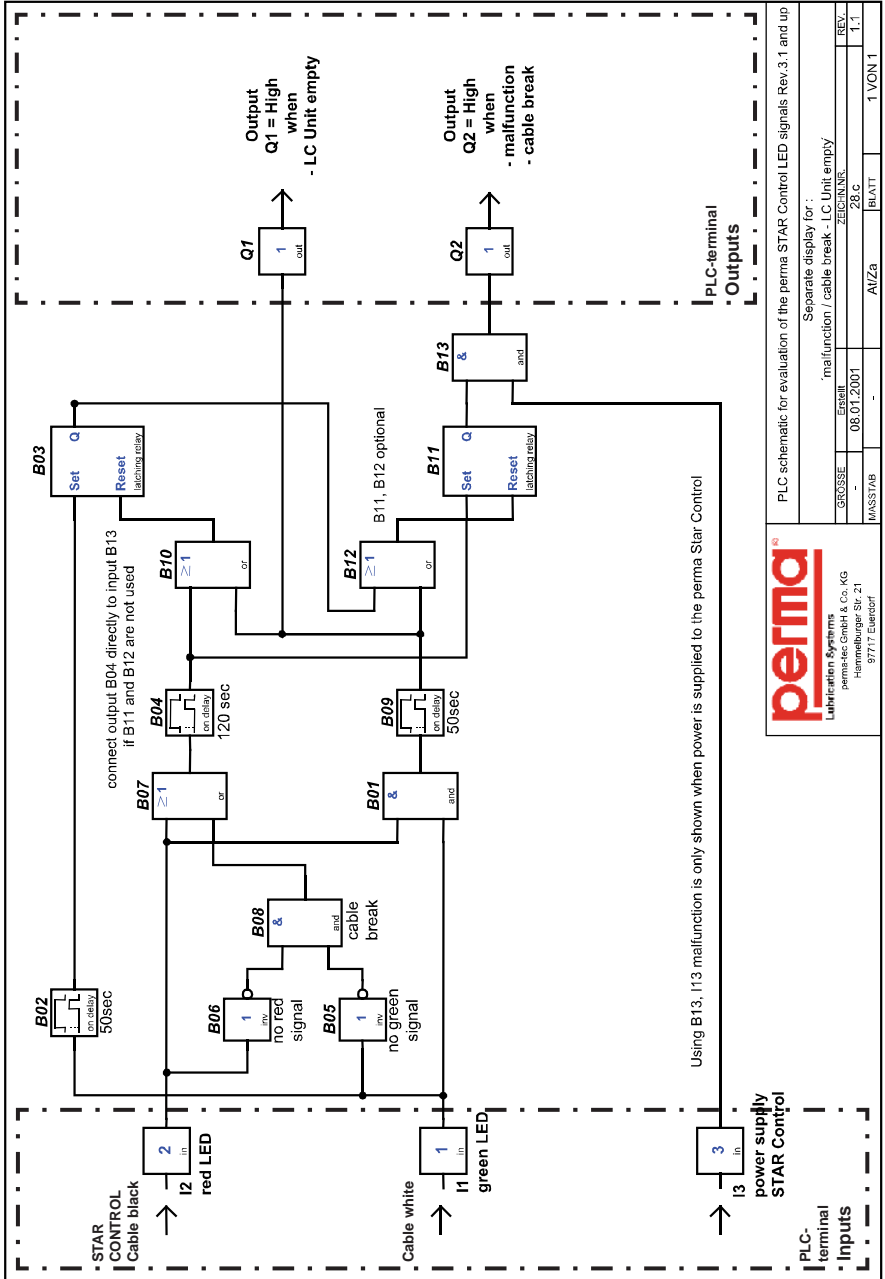 STAR
CONTROL
Cable black
2
in
I2
red LED
Cable white
1
in
I1
green LED
3
in
I3
power supply
STAR Control
PLC-
terminal
Inputs
B02
on delay
50sec
B06
1
inv
no red
signal
B05
1
inv
no green
signal
B08
&
and
cable
break
B07
≥1
or
B01
&
and
B04
on delay
120 sec
B09
on delay
50sec
connect output B04 directly to input B13
if B11 and B12 are not used
B10
≥1
or
B12
≥1
or
B11, B12 optional
B03
Set
Q
Reset
latching relay
B11
Set
Q
Reset
latching relay
B13
&
and
Using B13, I13 malfunction is only shown when power is supplied to the perma Star Control
Q1
1
out
Q2
1
out
Output
Q1 = High
when
- LC Unit empty
Output
Q2 = High
when
- malfunction
- cable break
PLC-terminal
Outputs
perma®
Lubrication Systems
perma-tec GmbH & Co. KG
Hammelburger Str. 21
97717 Euerdorf
PLC schematic for evaluation of the perma STAR Control LED signals Rev.3.1 and up
Separate display for :
´malfunction / cable break - LC Unit empty´
GRÖSSE
-
Erstellt
08.01.2001
ZEICHN.NR.
28.c
REV.
1.1
MASSTAB
-
At/Za
BLATT
1 VON 1